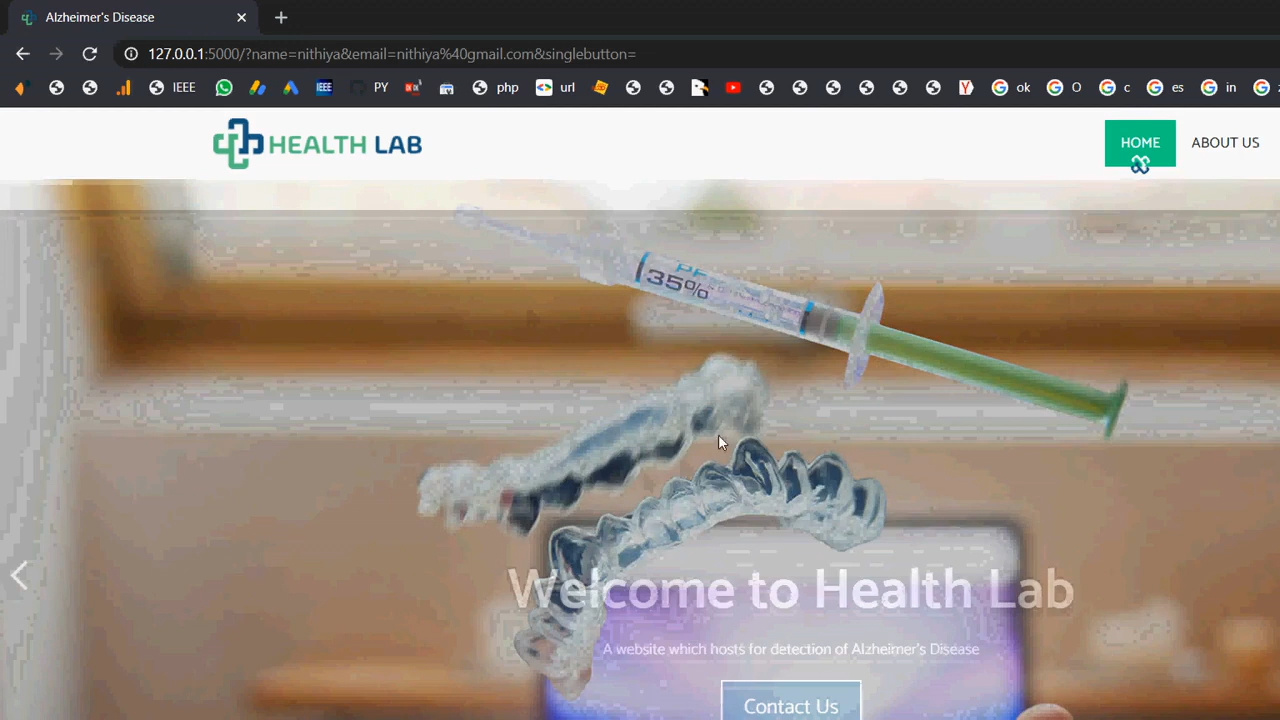 Alzheimer's Disease
127.0.0.1:5000/?name=nithiya&email=nithiya%40gmail.com&singlebutton=
IEEE IEEE PY php url Y ok O c es in
HEALTH LAB
HOME ABOUT US
PF
35%
Welcome to Health Lab
A website which hosts for detection of Alzheimer's Disease
Contact Us